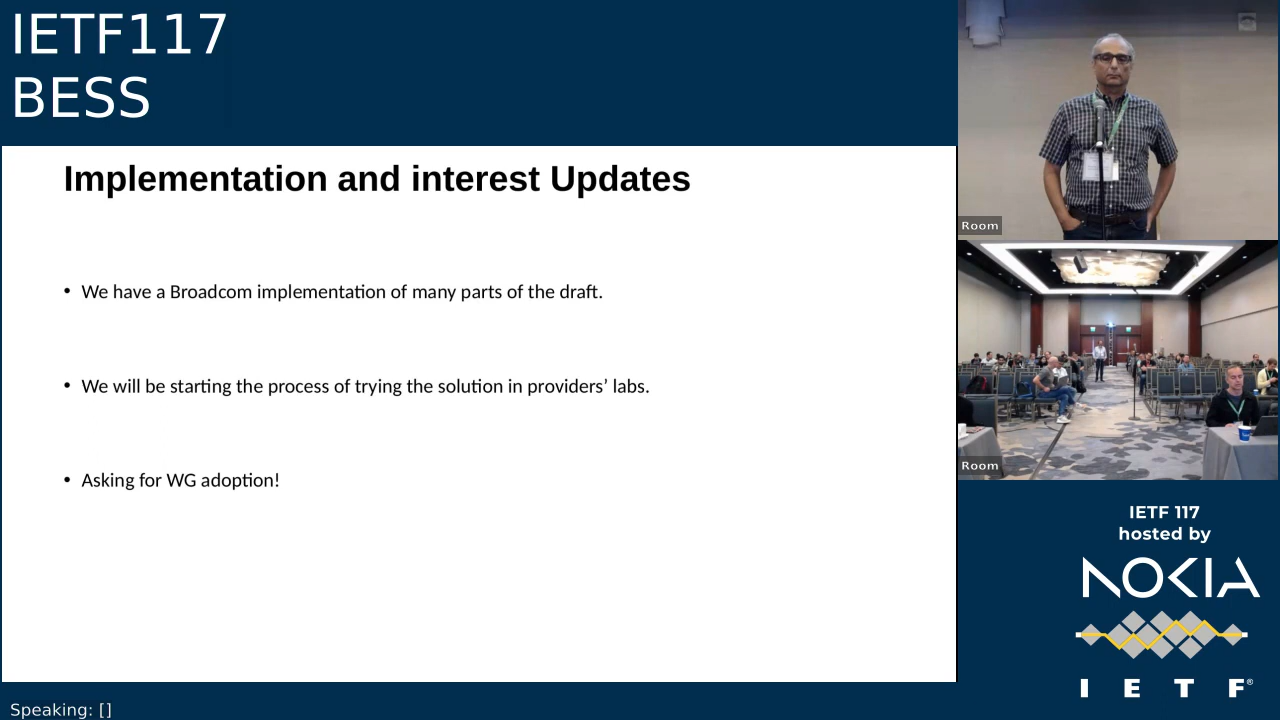 IETF117
BESS
Implementation and interest Updates
• We have a Broadcom implementation of many parts of the draft.
• We will be starting the process of trying the solution in providers’ labs.
• Asking for WG adoption!
Room
Room
IETF 117
hosted by
NOKIA
I E T F®
Speaking: []